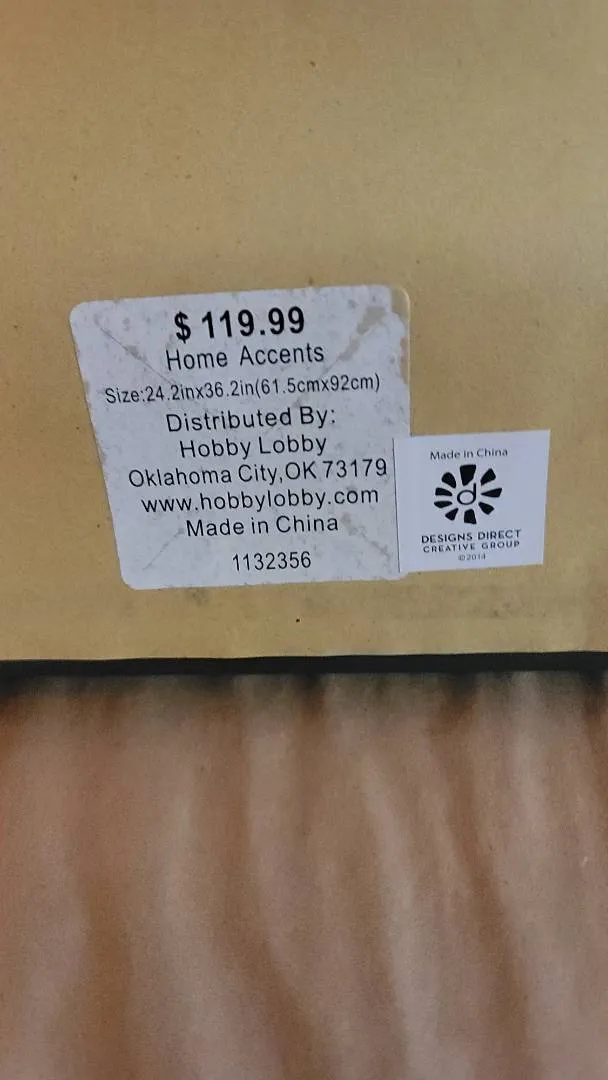 $ 119.99
Home Accents
Size:24.2inx36.2in(61.5cmx92cm)
Distributed By:
Hobby Lobby
Oklahoma City,OK 73179
www.hobbylobby.com
Made in China
1132356
Made in China
d
DESIGNS DIRECT
CREATIVE GROUP
©2014